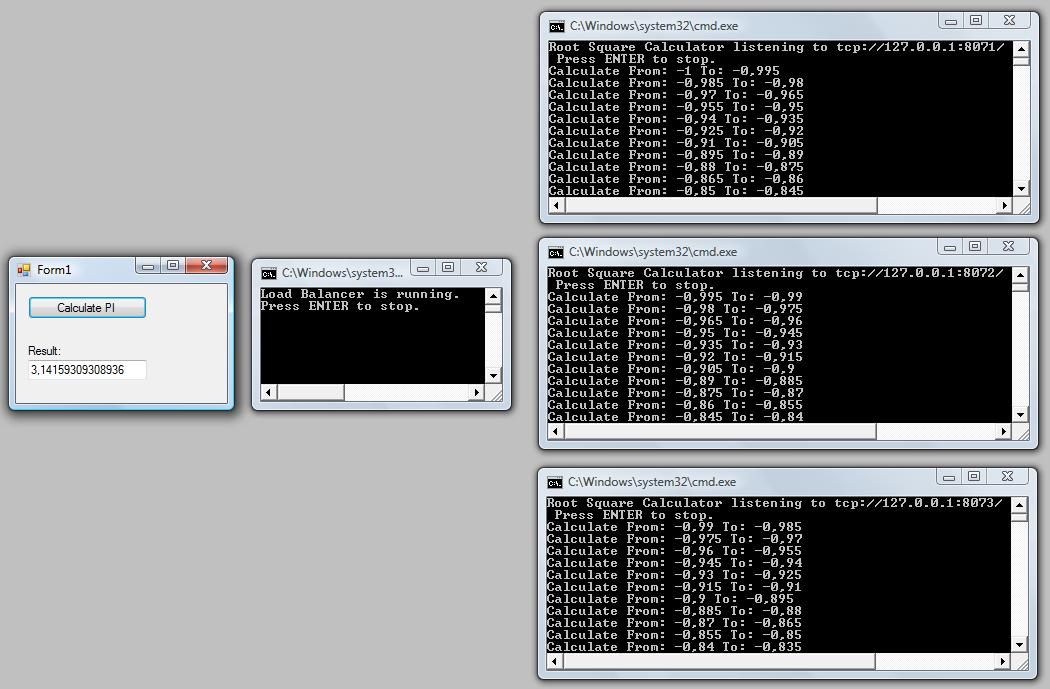 Form1
Calculate PI
Result:
3,14159309308936
C:\Windows\system3...
Load Balancer is running.
Press ENTER to stop.
C:\Windows\system32\cmd.exe
Root Square Calculator listening to tcp://127.0.0.1:8071/
Press ENTER to stop.
Calculate From: -1 To: -0,995
Calculate From: -0,985 To: -0,98
Calculate From: -0,97 To: -0,965
Calculate From: -0,955 To: -0,95
Calculate From: -0,94 To: -0,935
Calculate From: -0,925 To: -0,92
Calculate From: -0,91 To: -0,905
Calculate From: -0,895 To: -0,89
Calculate From: -0,88 To: -0,875
Calculate From: -0,865 To: -0,86
Calculate From: -0,85 To: -0,845
C:\Windows\system32\cmd.exe
Root Square Calculator listening to tcp://127.0.0.1:8072/
Press ENTER to stop.
Calculate From: -0,995 To: -0,99
Calculate From: -0,98 To: -0,975
Calculate From: -0,965 To: -0,96
Calculate From: -0,95 To: -0,945
Calculate From: -0,935 To: -0,93
Calculate From: -0,92 To: -0,915
Calculate From: -0,905 To: -0,9
Calculate From: -0,89 To: -0,885
Calculate From: -0,875 To: -0,87
Calculate From: -0,86 To: -0,855
Calculate From: -0,845 To: -0,84
C:\Windows\system32\cmd.exe
Root Square Calculator listening to tcp://127.0.0.1:8073/
Press ENTER to stop.
Calculate From: -0,99 To: -0,985
Calculate From: -0,975 To: -0,97
Calculate From: -0,96 To: -0,955
Calculate From: -0,945 To: -0,94
Calculate From: -0,93 To: -0,925
Calculate From: -0,915 To: -0,91
Calculate From: -0,9 To: -0,895
Calculate From: -0,885 To: -0,88
Calculate From: -0,87 To: -0,865
Calculate From: -0,855 To: -0,85
Calculate From: -0,84 To: -0,835